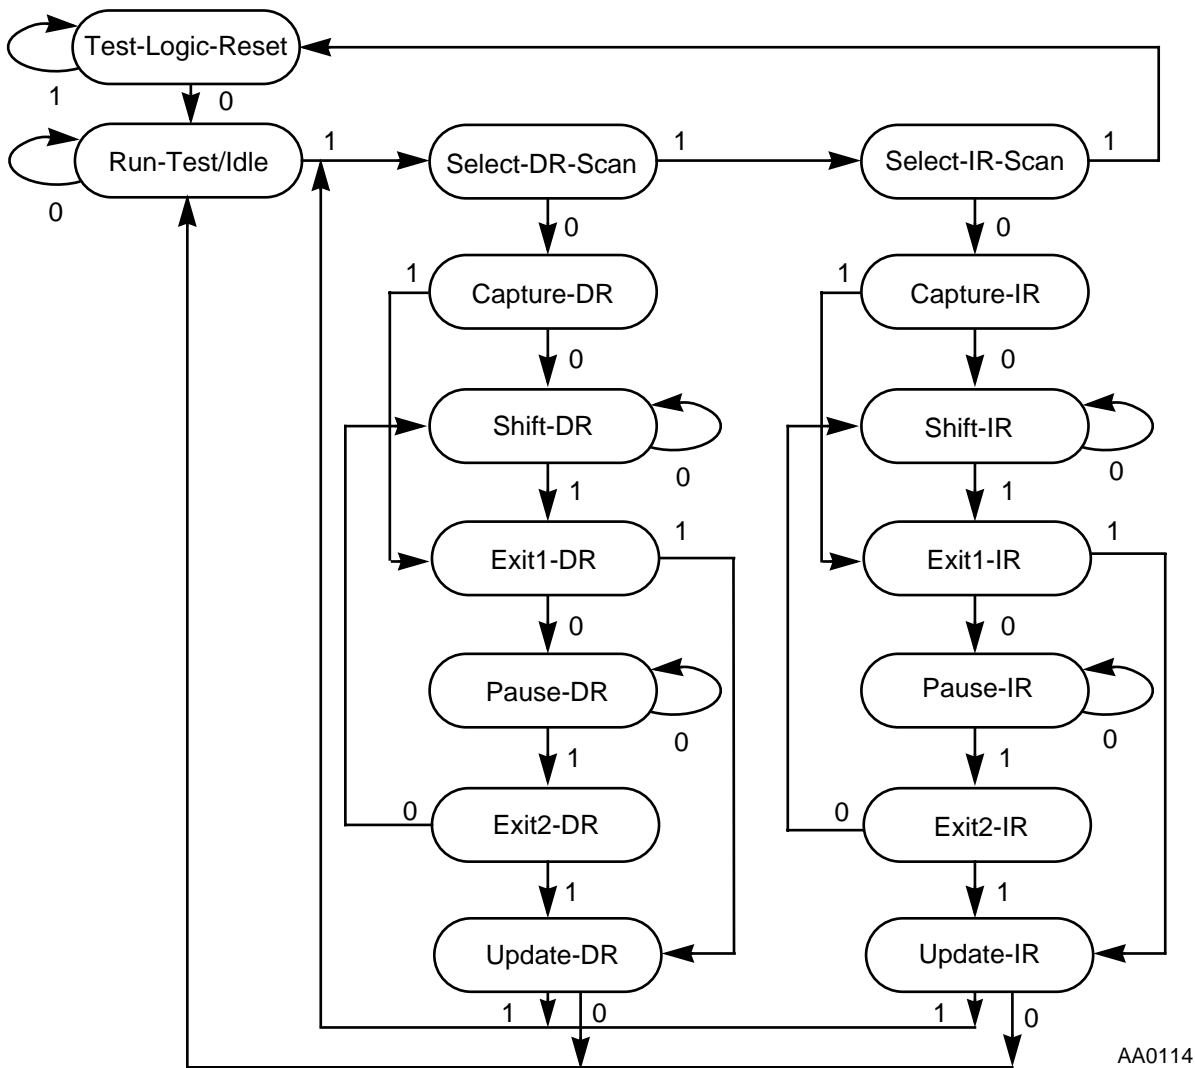 Test-Logic-Reset
1
0
Run-Test/Idle
1
Select-DR-Scan
1
Select-IR-Scan
1
0
0
0
1
Capture-DR
1
Capture-IR
0
0
Shift-DR
Shift-IR
0
0
1
1
1
1
Exit1-DR
Exit1-IR
0
0
Pause-DR
Pause-IR
0
0
1
1
0
Exit2-DR
0
Exit2-IR
1
1
Update-DR
Update-IR
1
0
1
0
AA0114